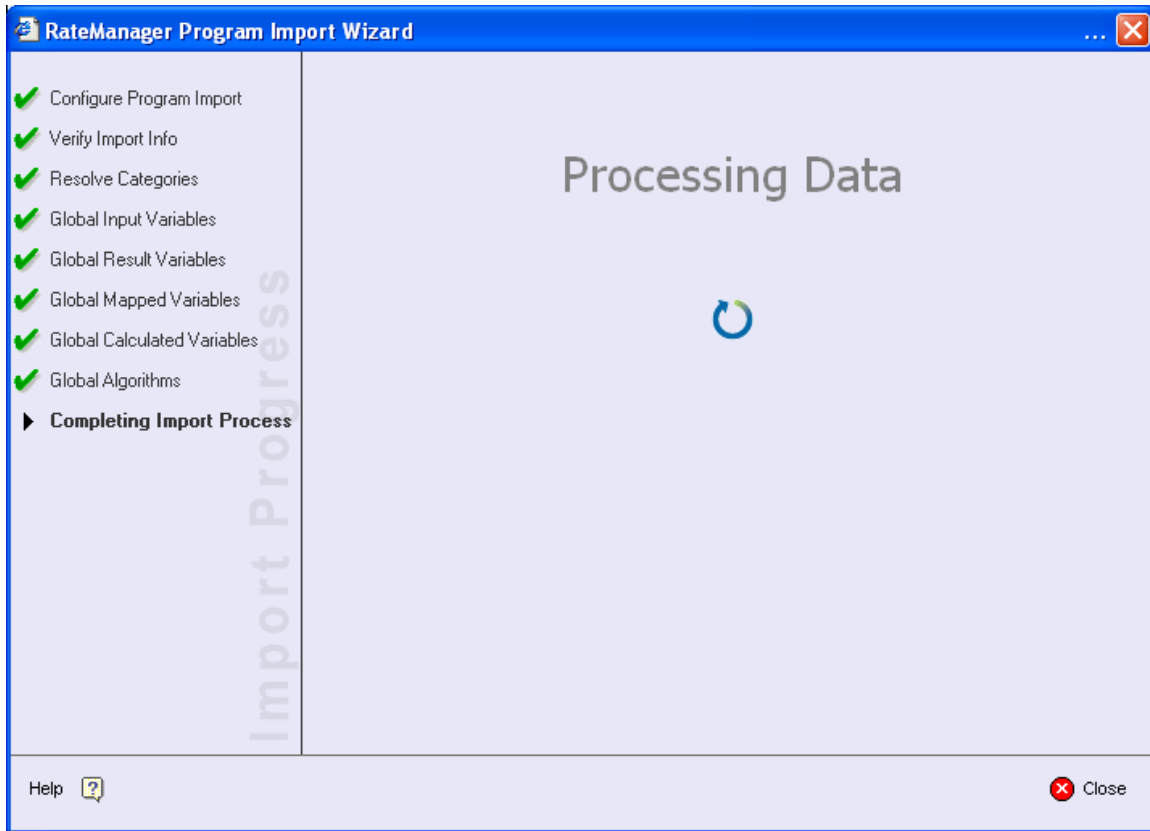 RateManager Program Import Wizard ...
Configure Program Import
Verify Import Info
Resolve Categories
Global Input Variables
Global Result Variables
Global Mapped Variables
Global Calculated Variables
Global Algorithms
Completing Import Process
Import Progress
Processing Data
Help ?
Close